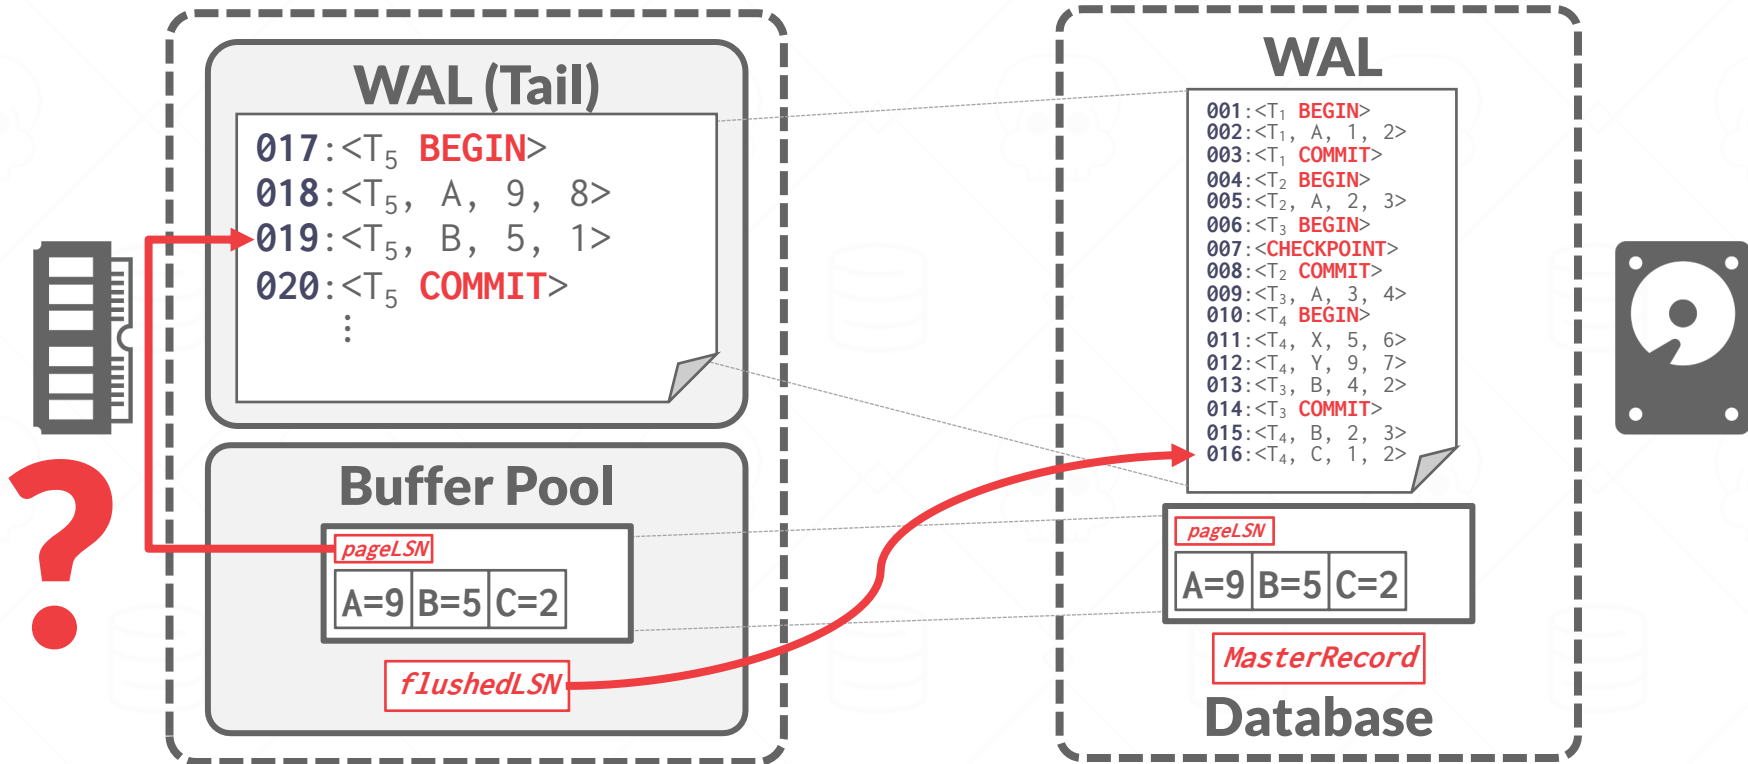 WAL (Tail)
017:<T5 BEGIN>
018:<T5, A, 9, 8>
019:<T5, B, 5, 1>
020:<T5 COMMIT>
⋮
?
Buffer Pool
pageLSN
A=9 B=5 C=2
flushedLSN
WAL
001:<T1 BEGIN>
002:<T1, A, 1, 2>
003:<T1 COMMIT>
004:<T2 BEGIN>
005:<T2, A, 2, 3>
006:<T3 BEGIN>
007:<CHECKPOINT>
008:<T2 COMMIT>
009:<T3, A, 3, 4>
010:<T4 BEGIN>
011:<T4, X, 5, 6>
012:<T4, Y, 9, 7>
013:<T3, B, 4, 2>
014:<T3 COMMIT>
015:<T4, B, 2, 3>
016:<T4, C, 1, 2>
pageLSN
A=9 B=5 C=2
MasterRecord
Database